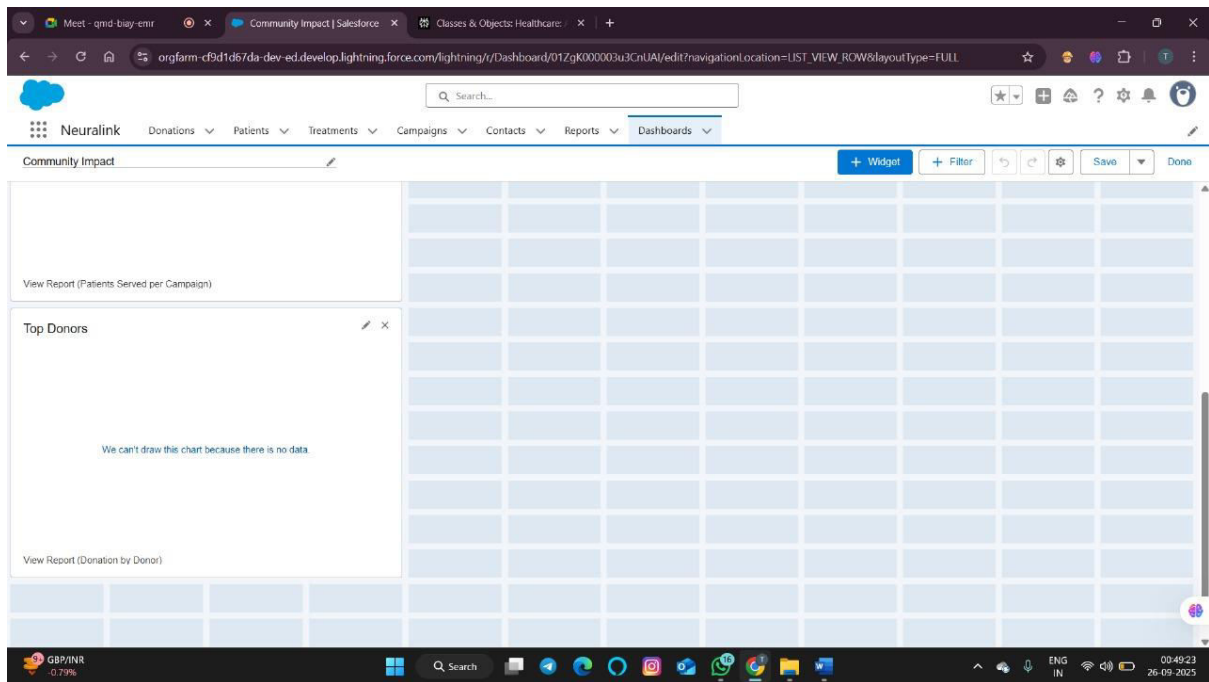 Meet - qmd-biay-emr
Community Impact | Salesforce
Classes & Objects: Healthcare:
orgfarm-cf9d1d67da-dev-ed.develop.lightning.force.com/lightning/r/Dashboard/01ZgK000003u3CnUAI/edit?navigationLocation=LIST_VIEW_ROW&layoutType=FULL
T
Search...
Neuralink Donations Patients Treatments Campaigns Contacts Reports Dashboards
Community Impact
+ Widget + Filter Save Done
View Report (Patients Served per Campaign)
Top Donors
We can't draw this chart because there is no data.
View Report (Donation by Donor)
9+ GBP/INR
-0.79%
Search
16
ENG
IN
00:49:23
26-09-2025